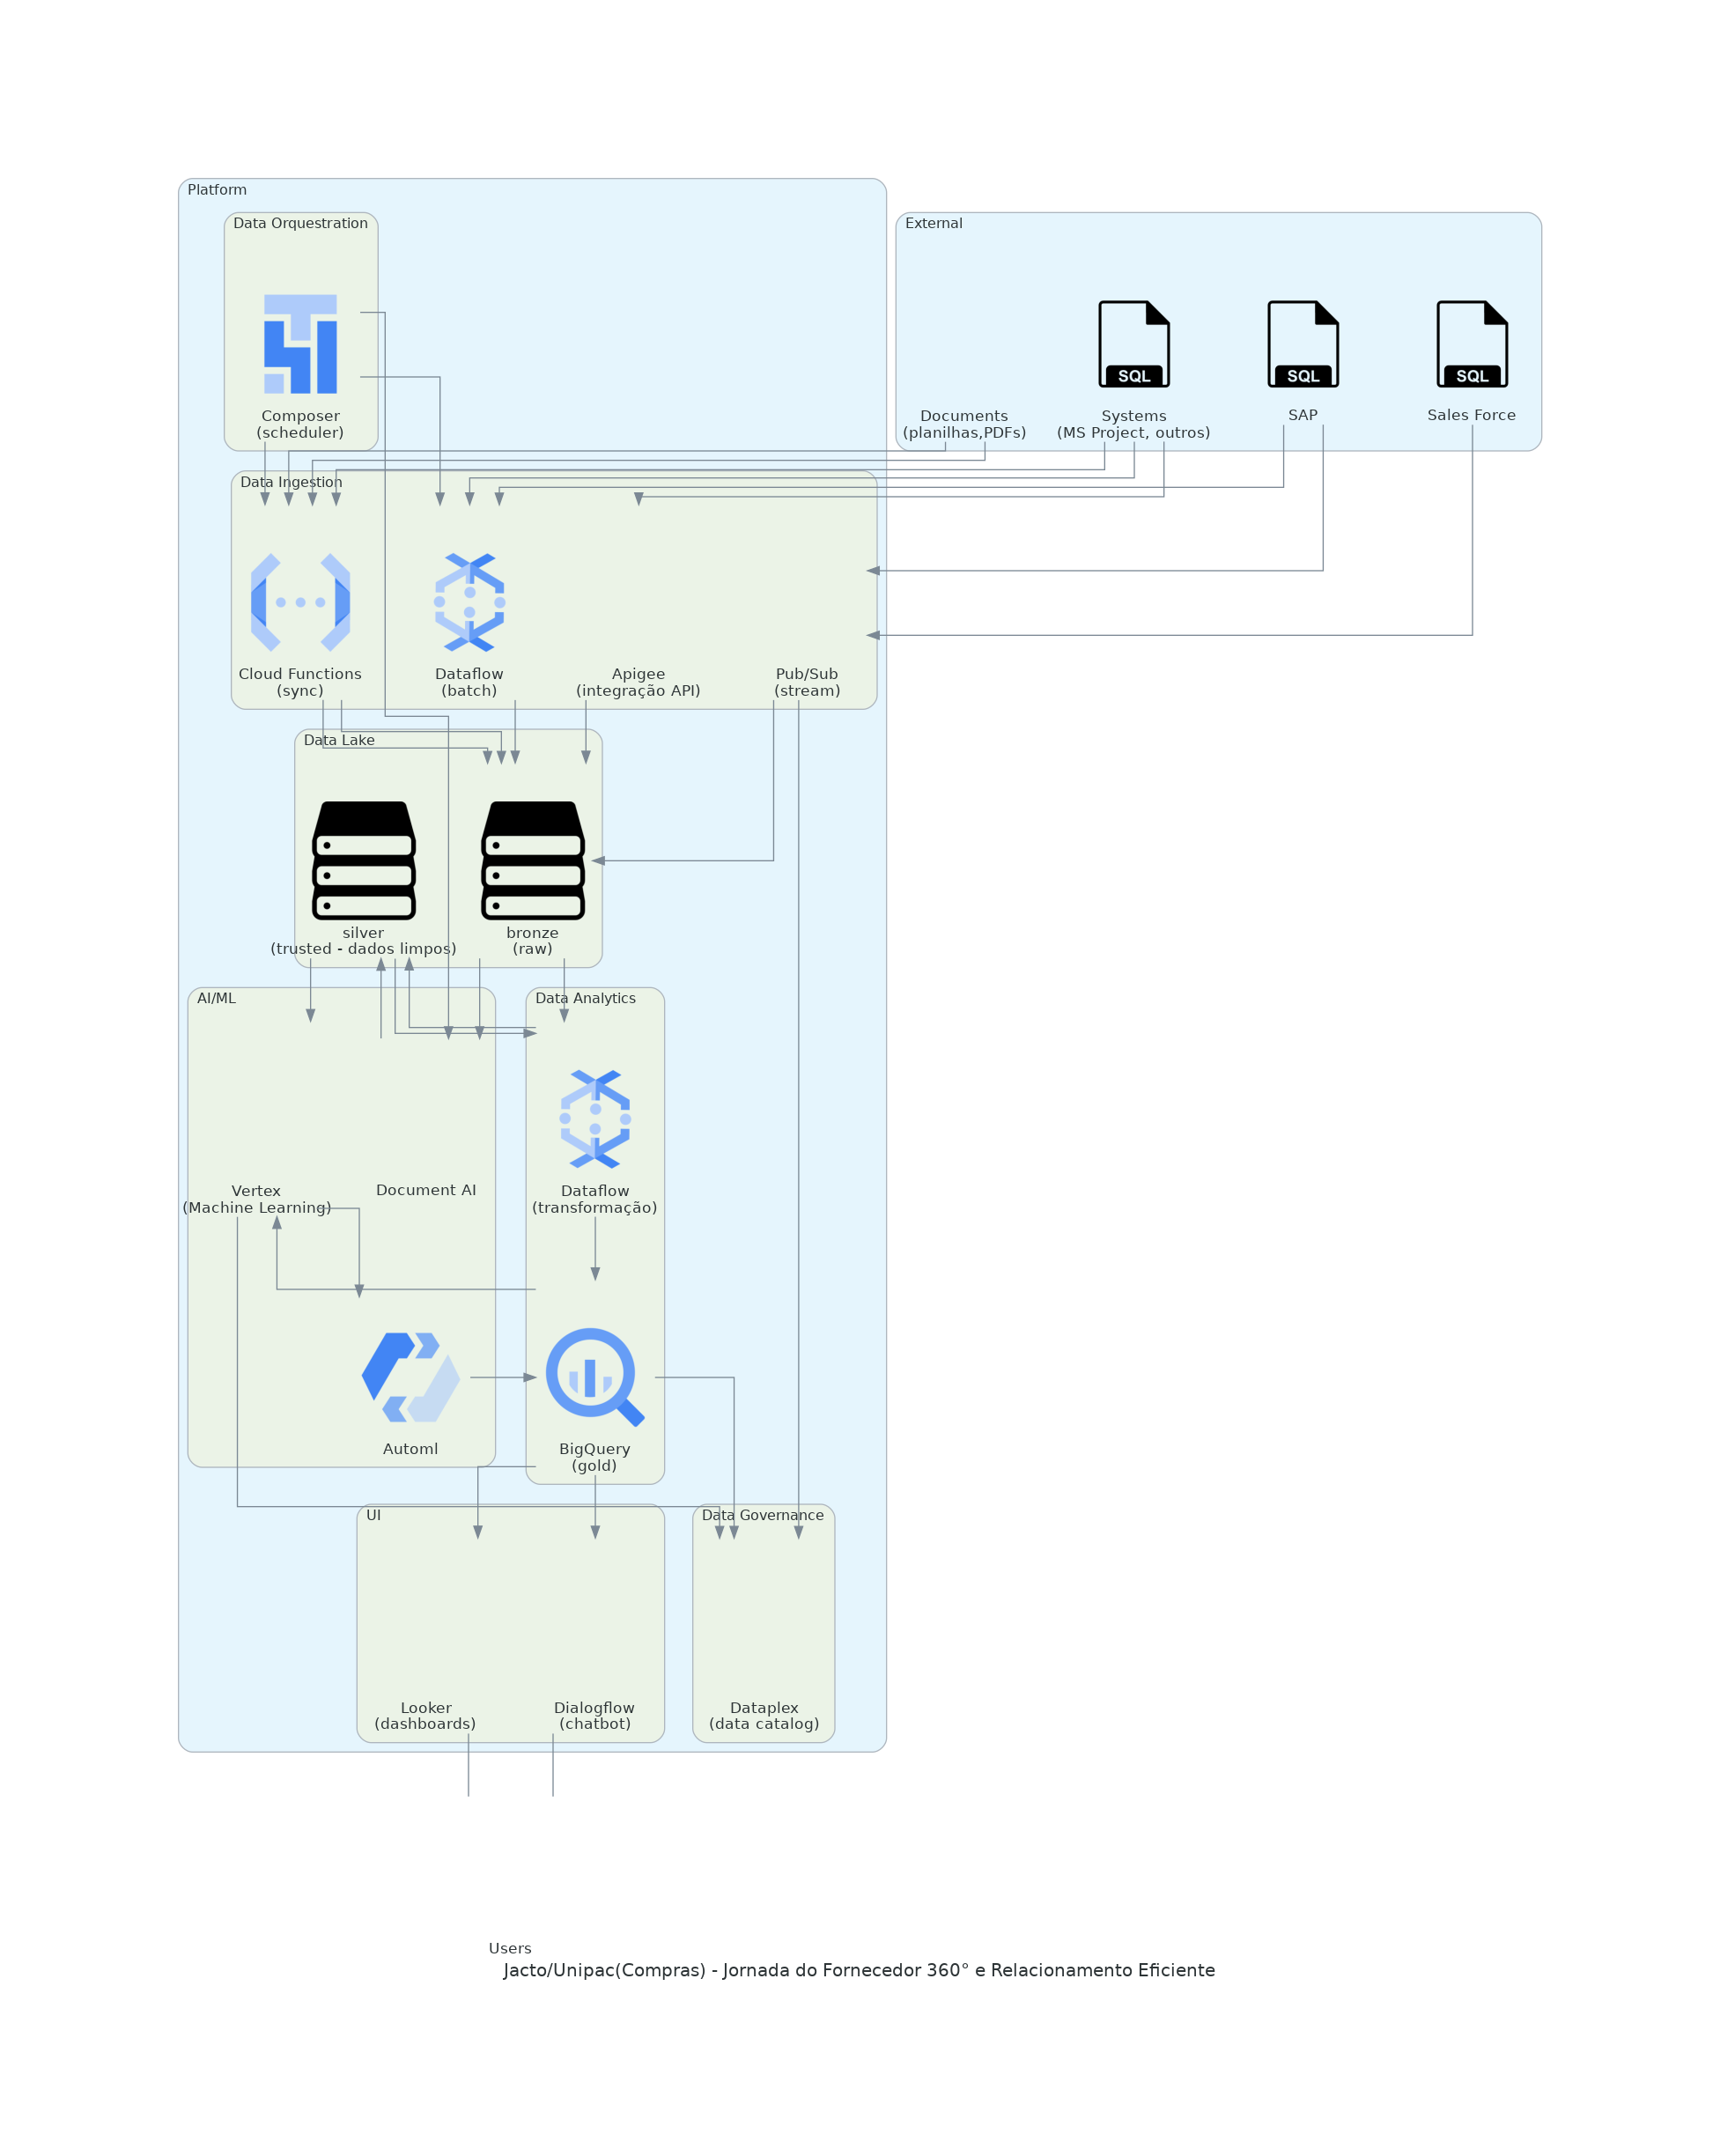 Platform
Data Orquestration
Composer
(scheduler)
External
Documents
(planilhas,PDFs)
SQL
Systems
(MS Project, outros)
SQL
SAP
SQL
Sales Force
Data Ingestion
Cloud Functions
(sync)
Dataflow
(batch)
Apigee
(integração API)
Pub/Sub
(stream)
Data Lake
silver
(trusted - dados limpos)
bronze
(raw)
AI/ML
Vertex
(Machine Learning)
Document AI
Automl
Data Analytics
Dataflow
(transformação)
BigQuery
(gold)
UI
Looker
(dashboards)
Dialogflow
(chatbot)
Data Governance
Dataplex
(data catalog)
Users
Jacto/Unipac(Compras) - Jornada do Fornecedor 360° e Relacionamento Eficiente